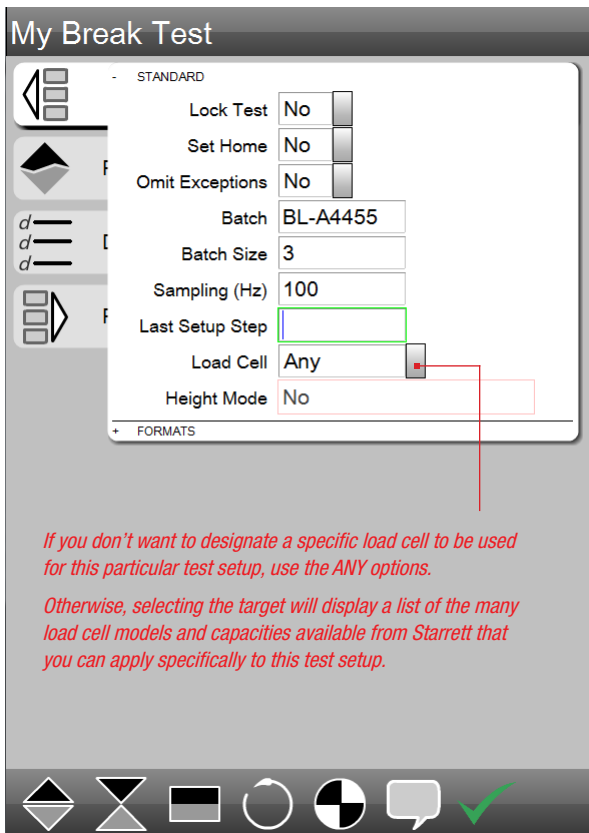 My Break Test
- STANDARD
Lock Test No
Set Home No
Omit Exceptions No
Batch BL-A4455
Batch Size 3
Sampling (Hz) 100
Last Setup Step
Load Cell Any
Height Mode No
+ FORMATS
d
d
d
If you don't want to designate a specific load cell to be used
for this particular test setup, use the ANY options.
Otherwise, selecting the target will display a list of the many
load cell models and capacities available from Starrett that
you can apply specifically to this test setup.